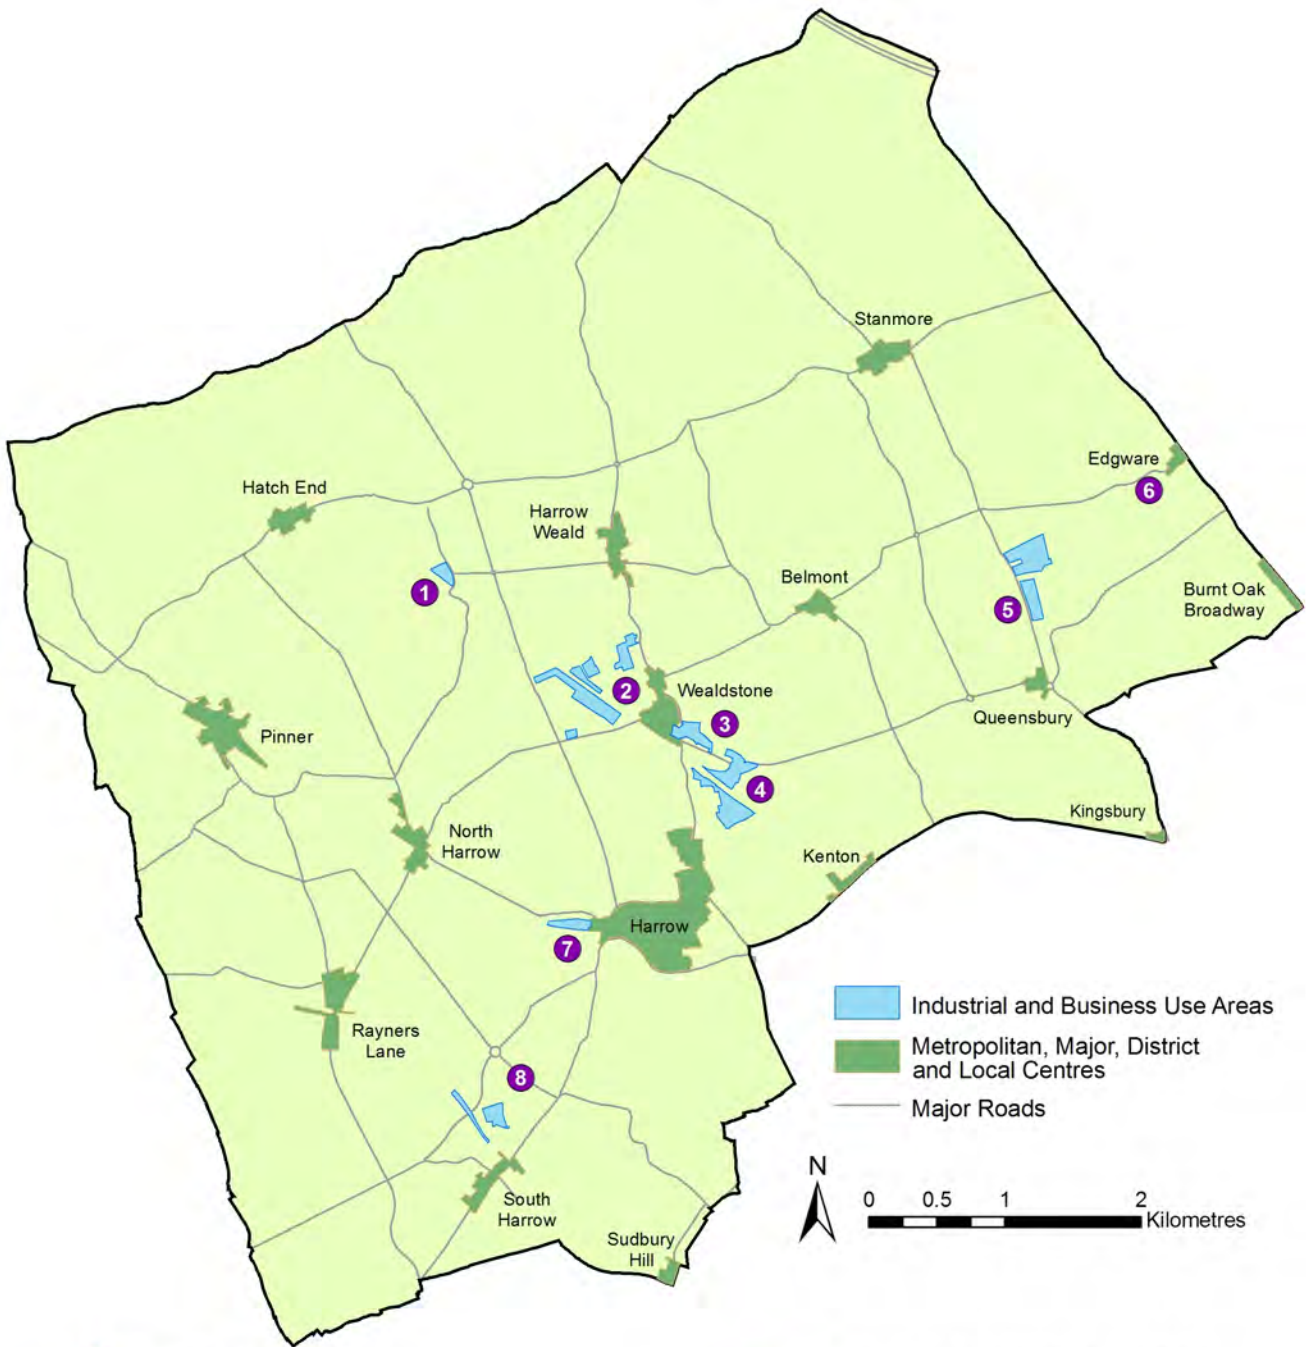 Stanmore
Edgware
6
Hatch End
Harrow
Weald
Belmont
1
5
Burnt Oak
Broadway
2
Wealdstone
3
Queensbury
Pinner
4
Kingsbury
North
Harrow
Kenton
Harrow
7
Industrial and Business Use Areas
Rayners
Lane
Metropolitan, Major, District
and Local Centres
8
Major Roads
N
South
Harrow
0 0.5 1 2
Kilometres
Sudbury
Hill